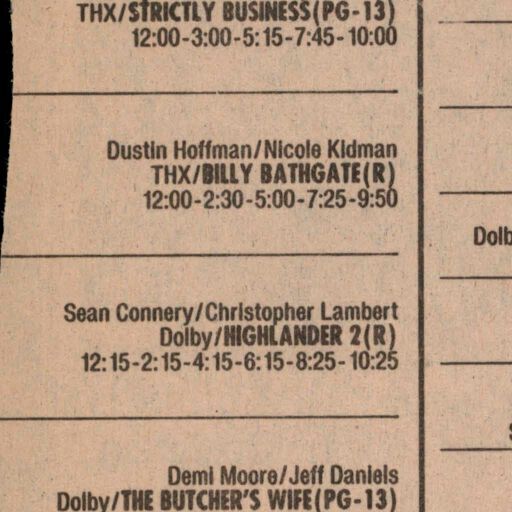 THX/STRICTLY BUSINESS(PG-13)
12:00-3:00-5:15-7:45-10:00
Dustin Hoffman/Nicole Kidman
THX/BILLY BATHGATE(R)
12:00-2:30-5:00-7:25-9:50
Sean Connery/Christopher Lambert
Dolby/HIGHLANDER 2(R)
12:15-2:15-4:15-6:15-8:25-10:25
Demi Moore/Jeff Daniels
Dolby/THE BUTCHER'S WIFE(PG-13)
Dolb